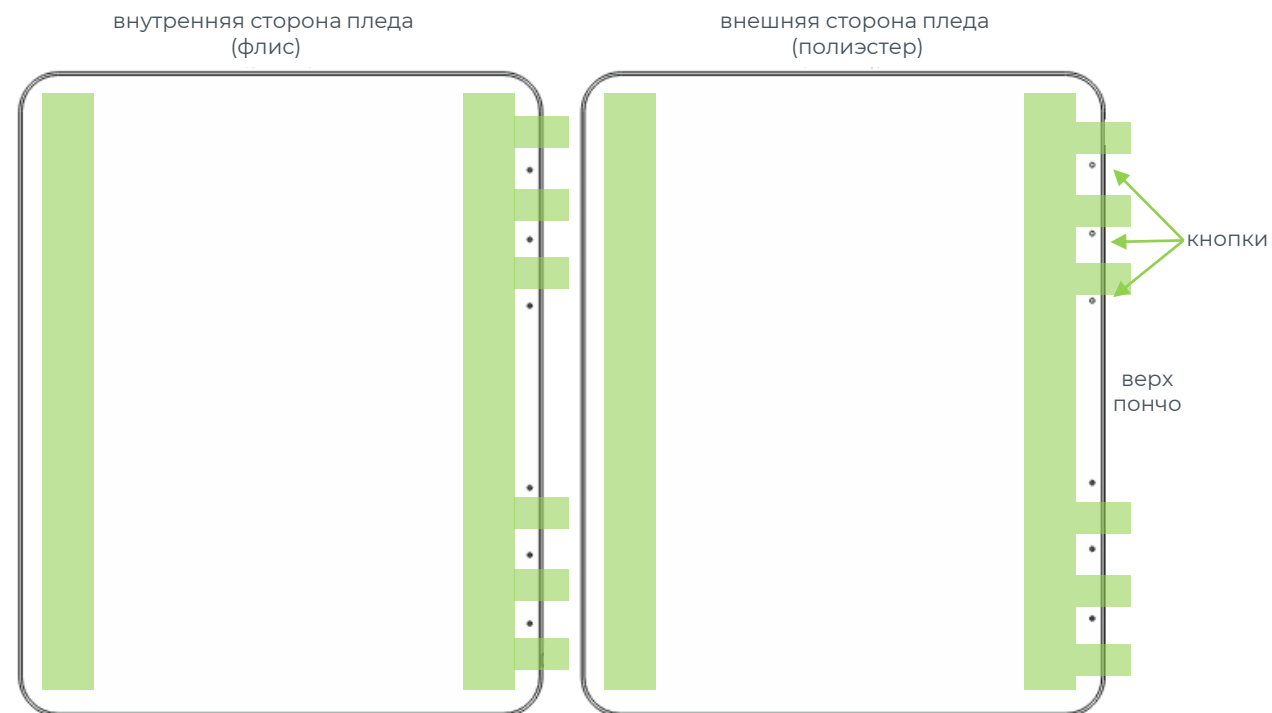 внутренняя сторона пледа
(флис)
внешняя сторона пледа
(полиэстер)
кнопки
верх
пончо